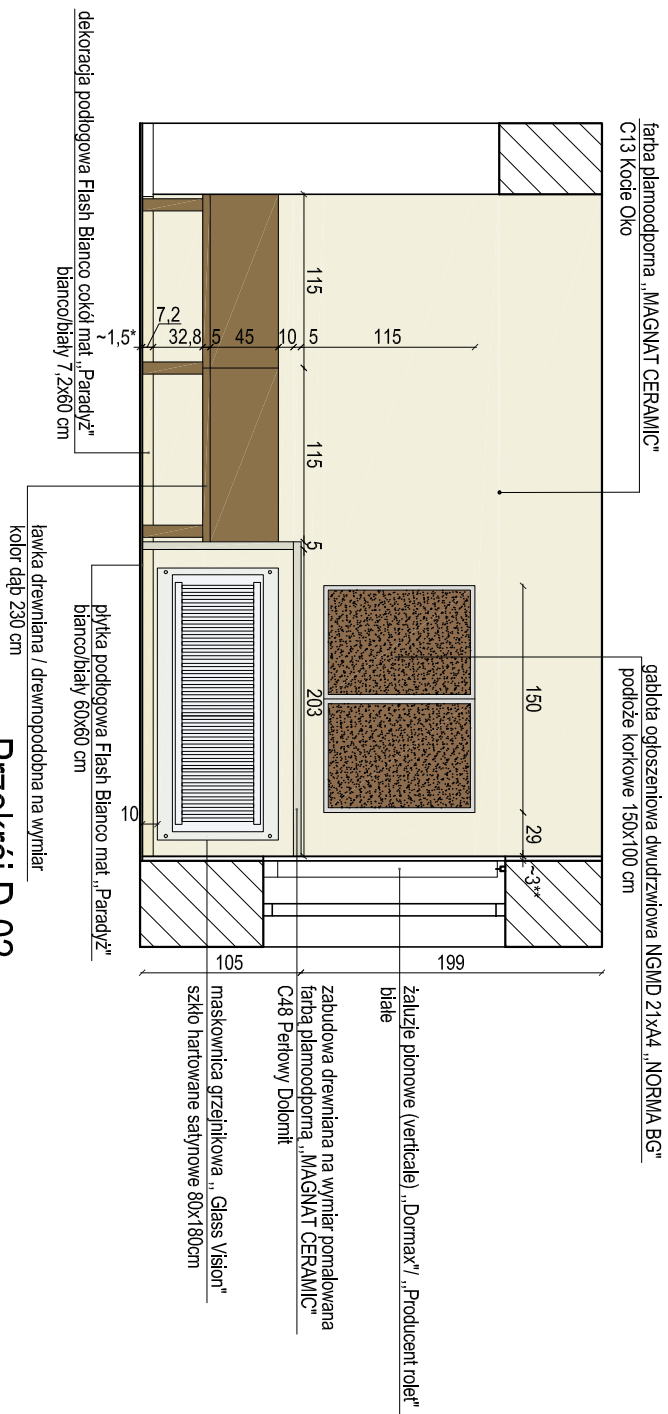 farba plamoodporna ,,MAGNAT CERAMIC"
C13 Kocie Oko
gablota ogłoszeniowa dwudrzwiowa NGMD 21xA4 ,,NORMA BG"
podłoże korkowe 150x100 cm
150
29
~3**
115
115
5
203
~1,5*
7,2
32,8
5
45
10
5
115
10
105
199
żaluzje pionowe (verticale) ,,Dormax"/ ,,Producent rolet"
białe
zabudowa drewniana na wymiar pomalowana
farbą plamoodporną ,,MAGNAT CERAMIC"
C48 Perłowy Dolomit
maskownica grzejnikowa ,, Glass Vision"
szkło hartowane satynowe 80x180cm
dekoracja podłogowa Flash Bianco cokół mat ,,Paradyż"
bianco/biały 7,2x60 cm
płytka podłogowa Flash Bianco mat ,,Paradyż"
bianco/biały 60x60 cm
ławka drewniana / drewnopodobna na wymiar
kolor dąb 230 cm